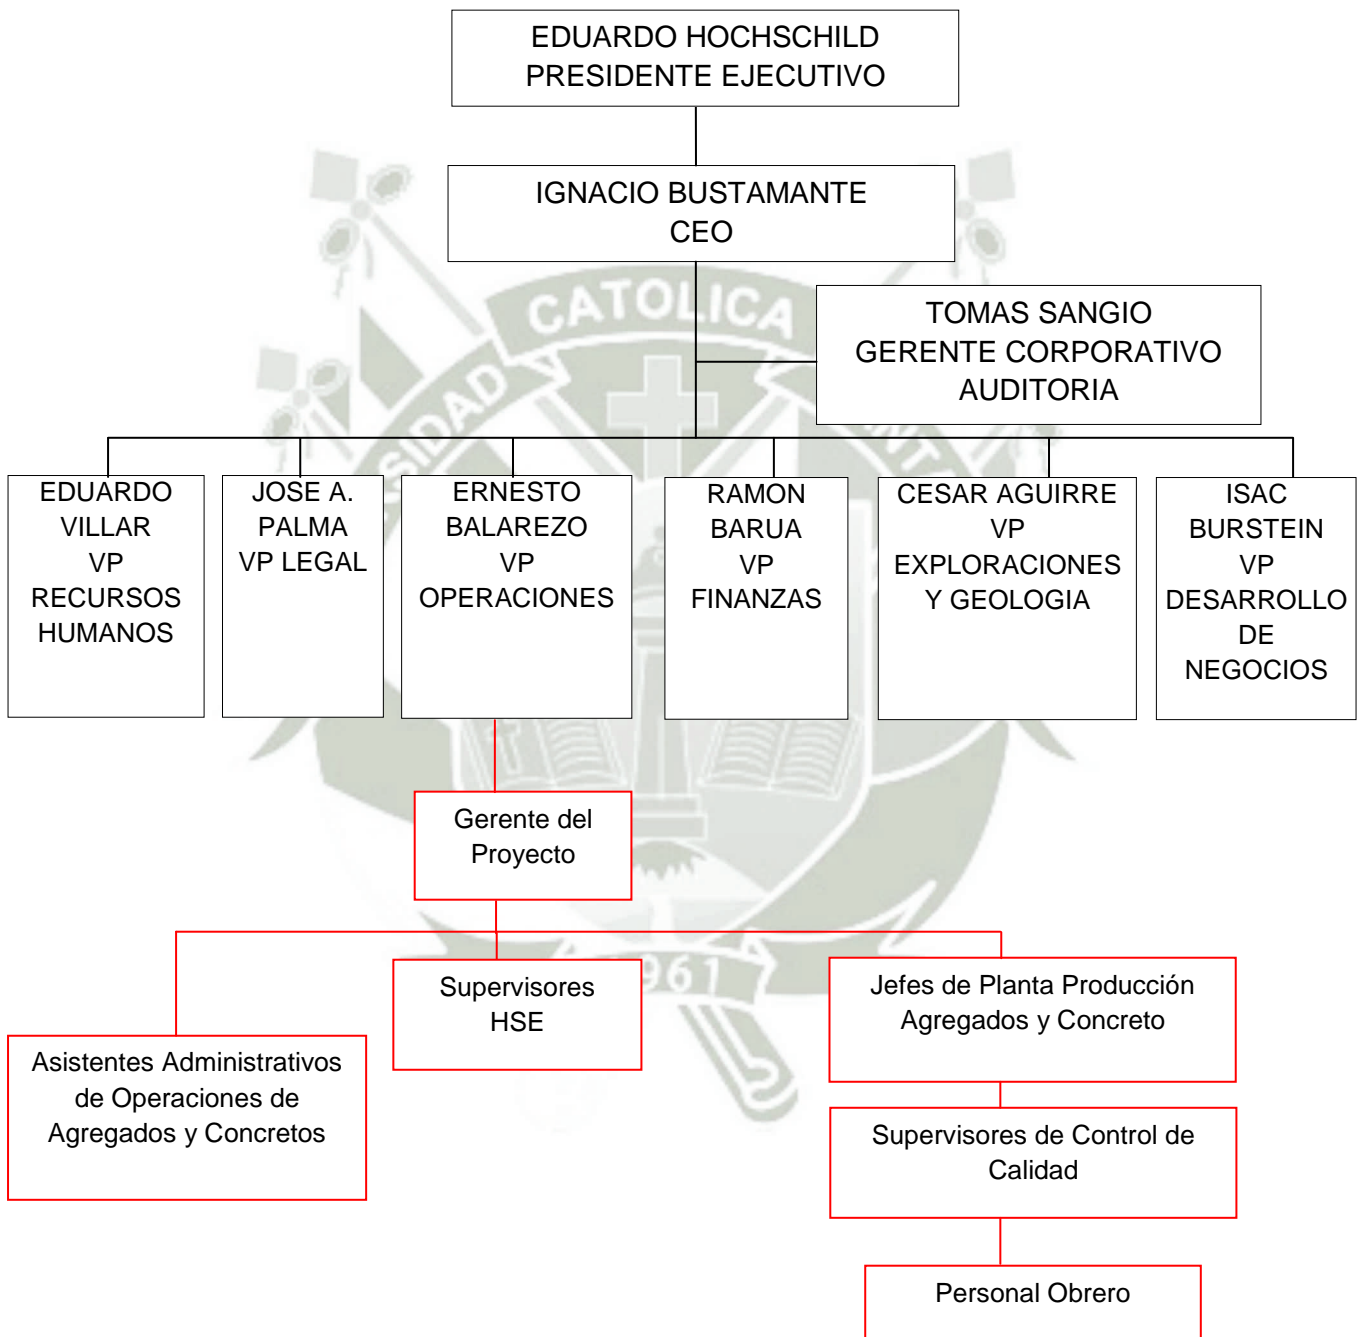 EDUARDO HOCHSCHILD
PRESIDENTE EJECUTIVO
IGNACIO BUSTAMANTE
CEO
TOMAS SANGIO
GERENTE CORPORATIVO
AUDITORIA
EDUARDO
VILLAR
VP
RECURSOS
HUMANOS
JOSE A.
PALMA
VP LEGAL
ERNESTO
BALAREZO
VP
OPERACIONES
RAMON
BARUA
VP
FINANZAS
CESAR AGUIRRE
VP
EXPLORACIONES
Y GEOLOGIA
ISAC
BURSTEIN
VP
DESARROLLO
DE
NEGOCIOS
Gerente del
Proyecto
Asistentes Administrativos
de Operaciones de
Agregados y Concretos
Supervisores
HSE
Jefes de Planta Producción
Agregados y Concreto
Supervisores de Control de
Calidad
Personal Obrero
CATOLICA
961